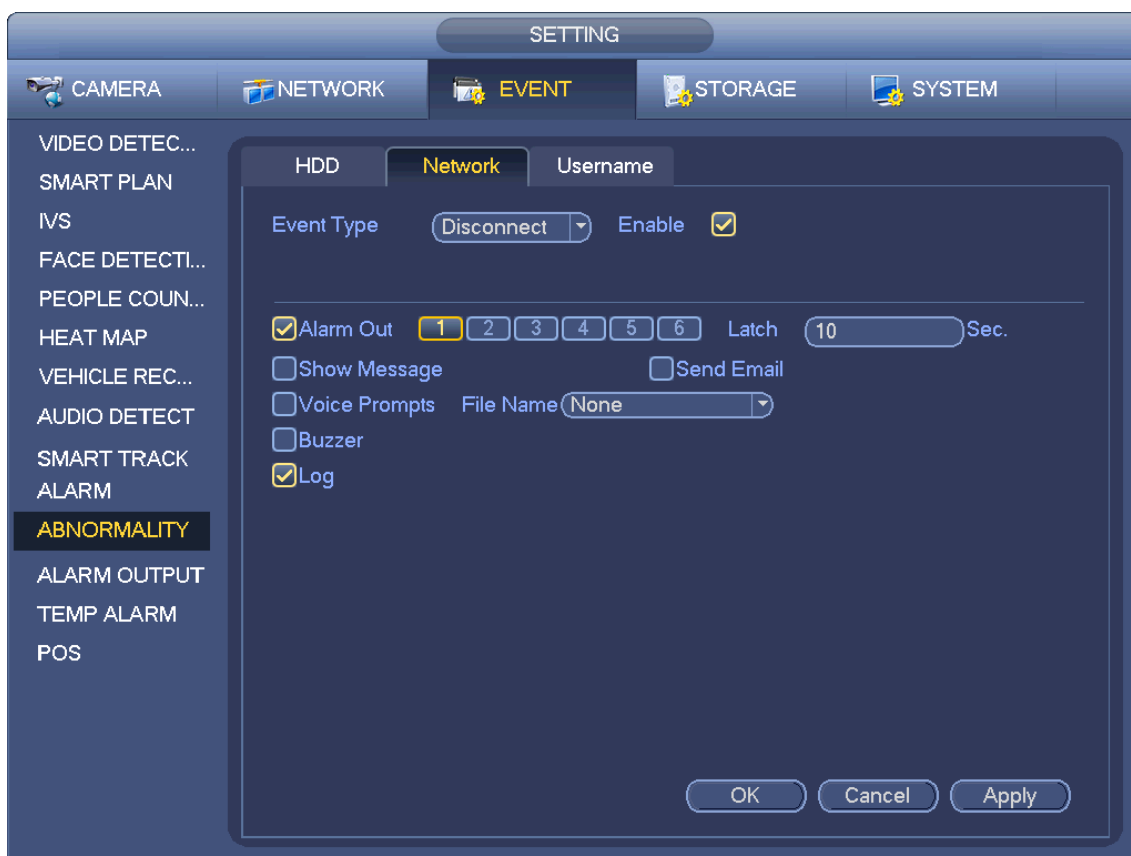 SETTING
CAMERA NETWORK EVENT STORAGE SYSTEM
VIDEO DETEC...
SMART PLAN
IVS
FACE DETECTI...
PEOPLE COUN...
HEAT MAP
VEHICLE REC...
AUDIO DETECT
SMART TRACK
ALARM
ABNORMALITY
ALARM OUTPUT
TEMP ALARM
POS
HDD Network Username
Event Type Disconnect Enable
Alarm Out 1 2 3 4 5 6 Latch 10 Sec.
Show Message Send Email
Voice Prompts File Name None
Buzzer
Log
OK Cancel Apply